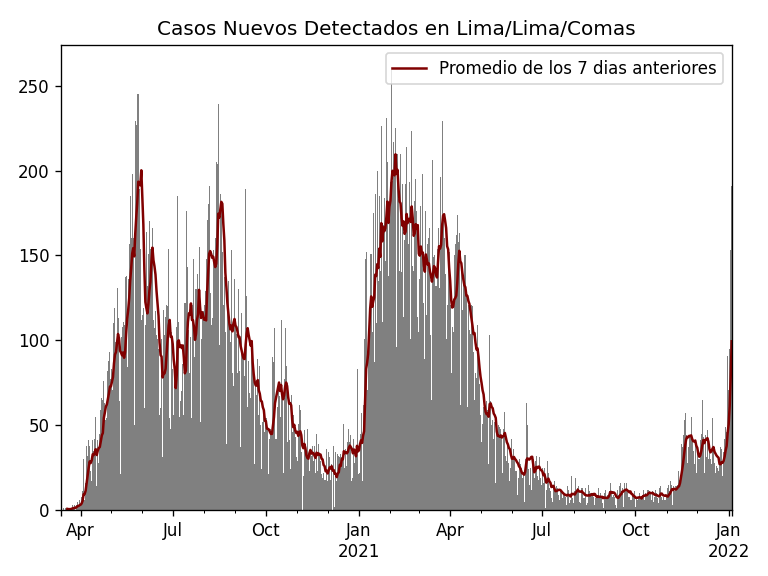 Casos Nuevos Detectados en Lima/Lima/Comas
Promedio de los 7 dias anteriores
250
200
150
100
50
0
Apr Jul Oct Jan Apr Jul Oct Jan
2021 2022